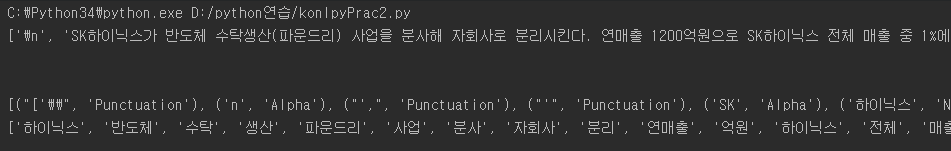 C:₩Python34₩python.exe D:/python연습/konlpyPrac2.py
['₩n', 'SK하이닉스가 반도체 수탁생산(파운드리) 사업을 분사해 자회사로 분리시킨다. 연매출 1200억원으로 SK하이닉스 전체 매출 중 1%에
[("['₩₩", 'Punctuation'), ('n', 'Alpha'), ("',", 'Punctuation'), ("'", 'Punctuation'), ('SK', 'Alpha'), ('하이닉스', 'N
['하이닉스', '반도체', '수탁', '생산', '파운드리', '사업', '분사', '자회사', '분리', '연매출', '억원', '하이닉스', '전체', '매출